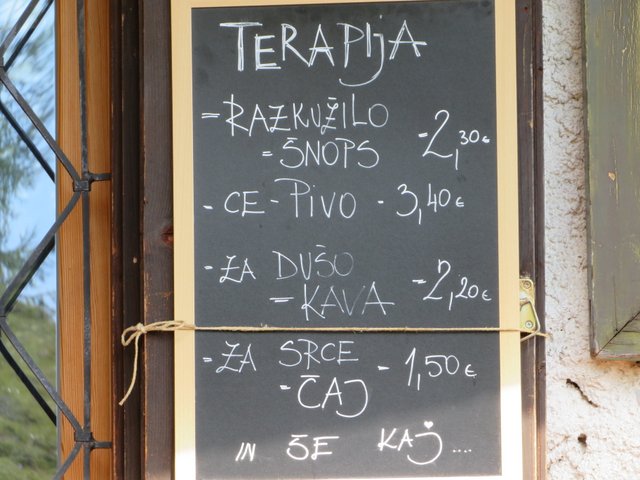 TERAPIJA
= RAZKUŽILO
= ŠNOPS - 2,30€
- CE - PIVO - 3,40€
- ZA DUŠO
= KAVA - 2,20€
= ZA SRCE
- ČAJ - 1,50€
IN ŠE KAJ....